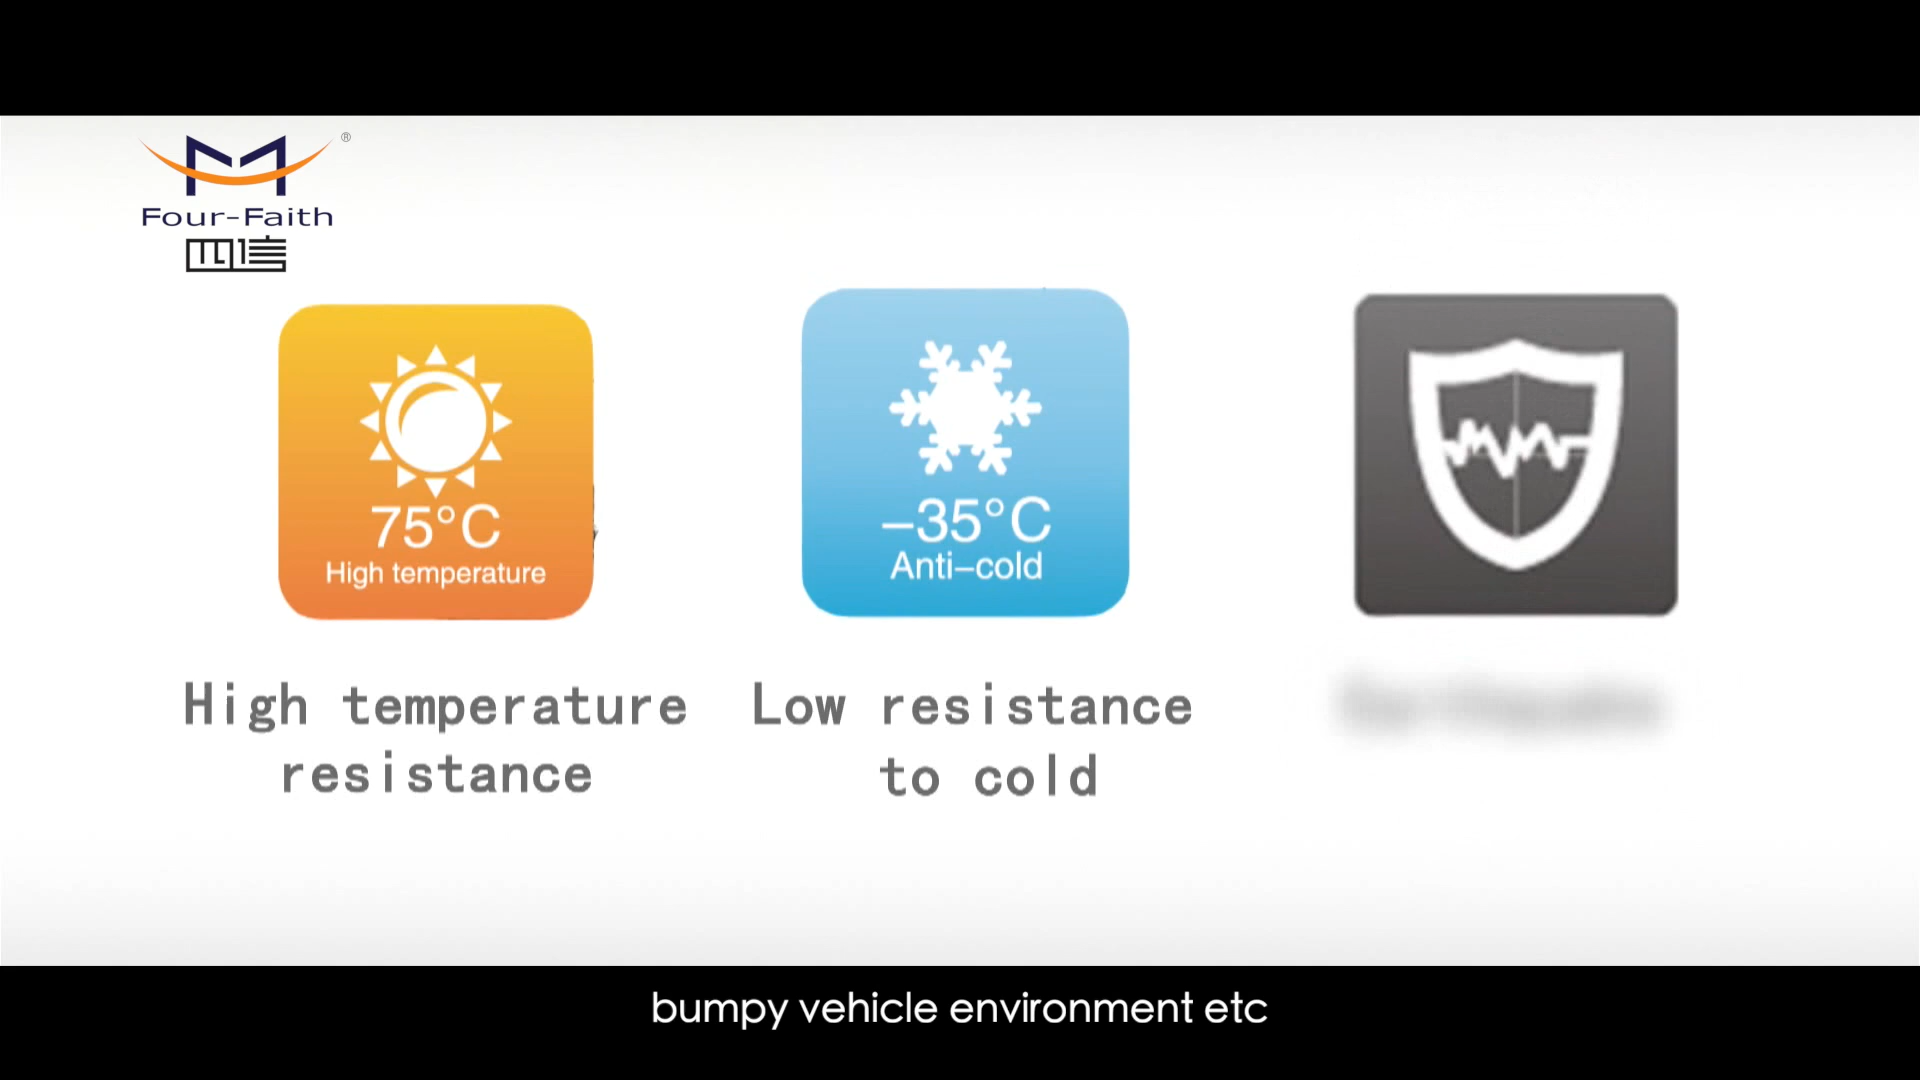 ®
Four-Faith
四信
75°C
High temperature
–35°C
Anti–cold
High temperature
resistance
Low resistance
to cold
bumpy vehicle environment etc